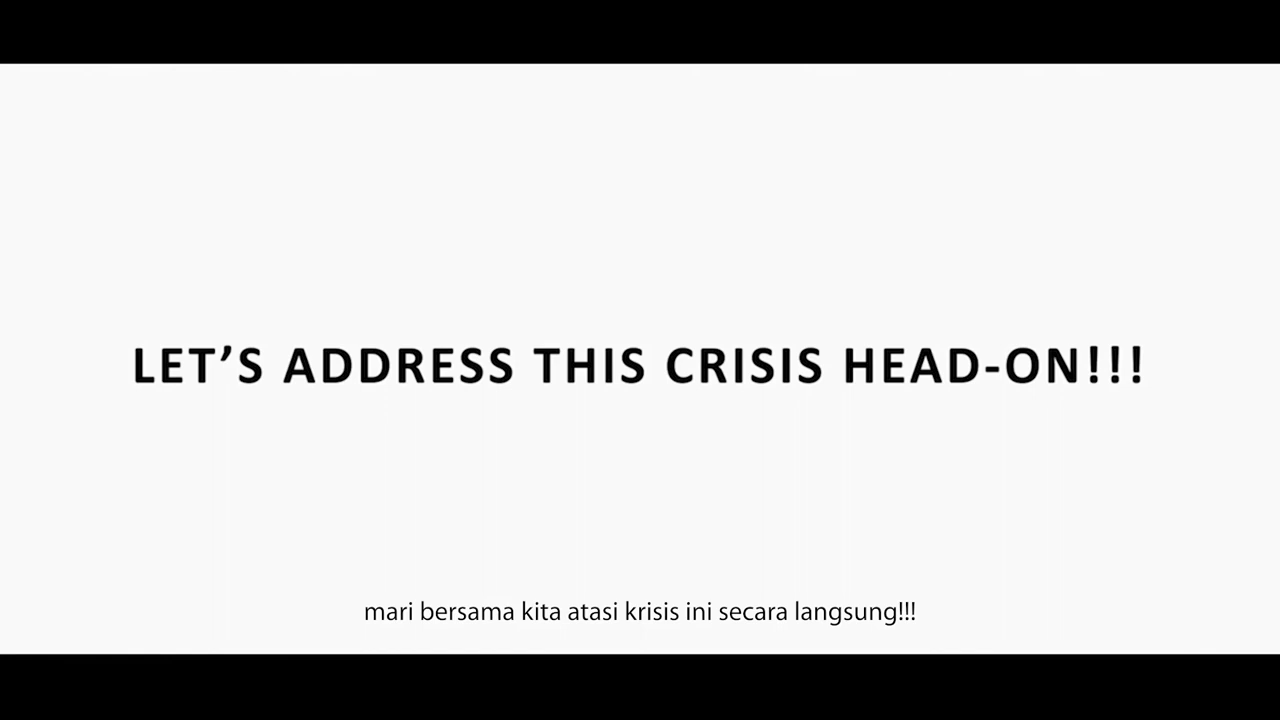 LET’S ADDRESS THIS CRISIS HEAD-ON!!!
mari bersama kita atasi krisis ini secara langsung!!!